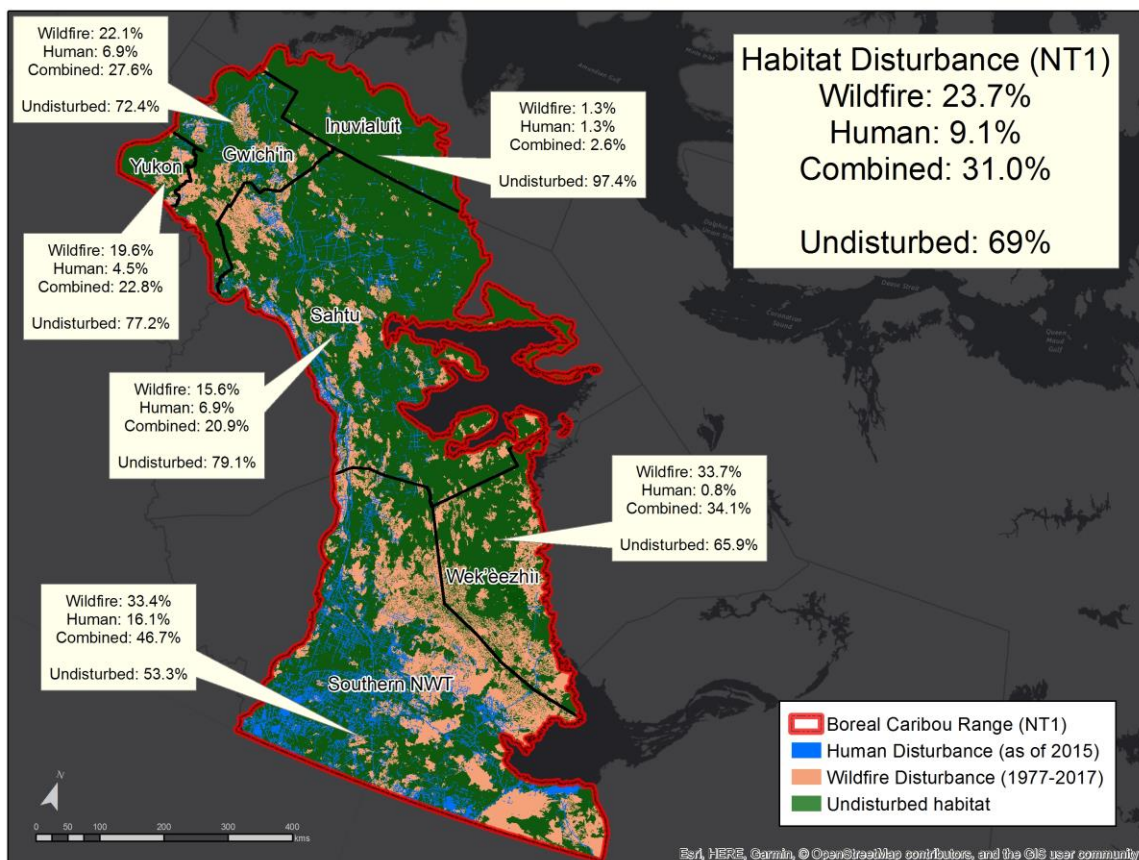 Wildfire: 22.1%
Human: 6.9%
Combined: 27.6%
Undisturbed: 72.4%
Habitat Disturbance (NT1)
Wildfire: 23.7%
Human: 9.1%
Combined: 31.0%
Undisturbed: 69%
Wildfire: 1.3%
Human: 1.3%
Combined: 2.6%
Undisturbed: 97.4%
Inuvialuit
Gwich'in
Yukon
Wildfire: 19.6%
Human: 4.5%
Combined: 22.8%
Undisturbed: 77.2%
Sahtu
Wildfire: 15.6%
Human: 6.9%
Combined: 20.9%
Undisturbed: 79.1%
Wildfire: 33.7%
Human: 0.8%
Combined: 34.1%
Undisturbed: 65.9%
Wek'èezhìı
Wildfire: 33.4%
Human: 16.1%
Combined: 46.7%
Undisturbed: 53.3%
Southern NWT
Boreal Caribou Range (NT1)
Human Disturbance (as of 2015)
Wildfire Disturbance (1977-2017)
Undisturbed habitat
N
0 50 100 200 300 400
kms
Coronation
Queen
Maud
Gulf
Esri, HERE, Garmin, © OpenStreetMap contributors, and the GIS user community